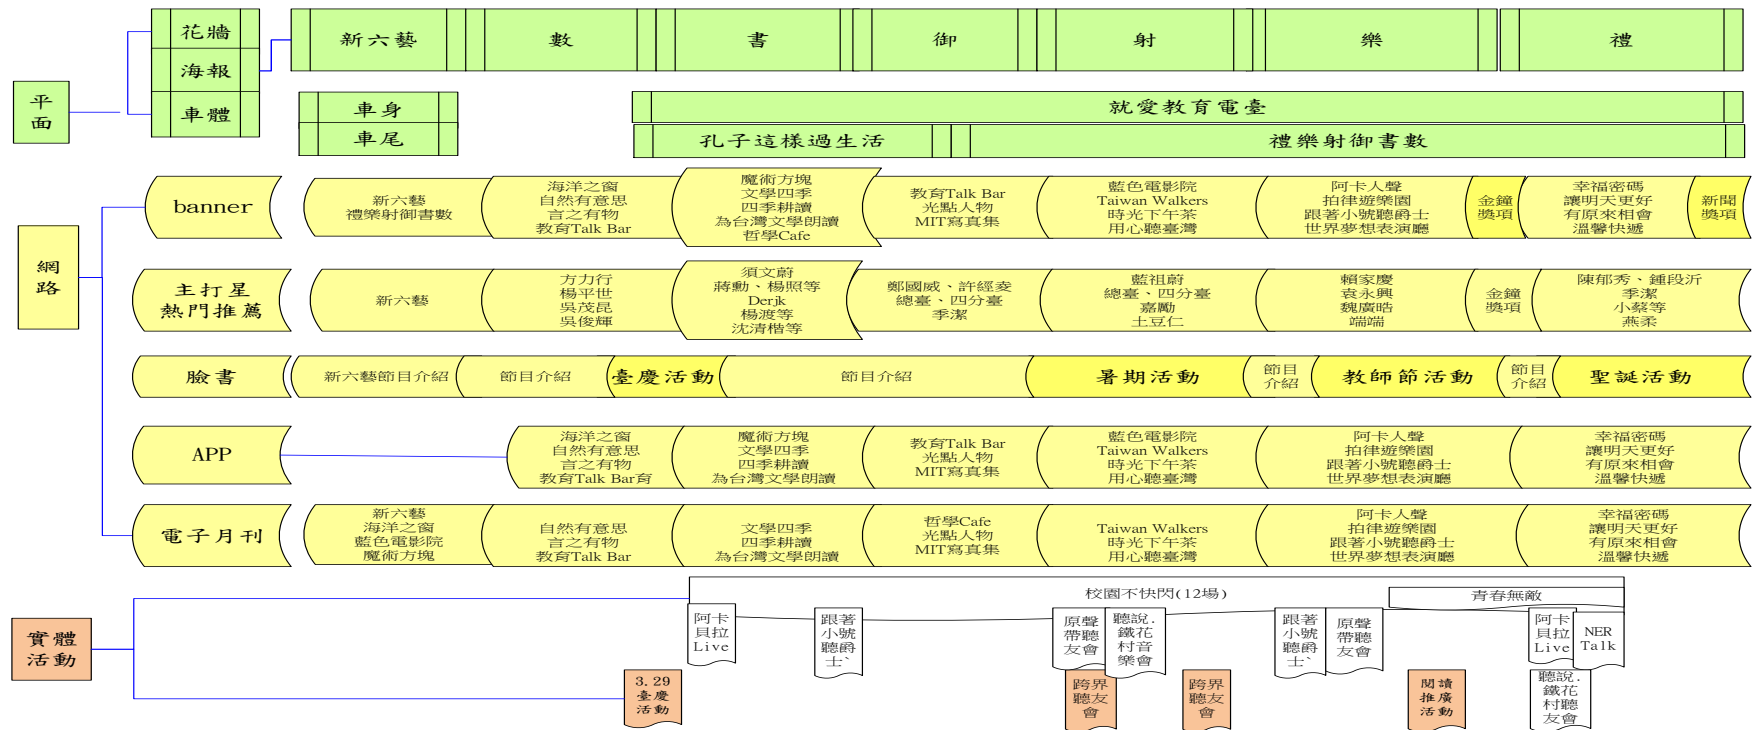 平
面
花牆
海報
車體
新六藝
數
書
御
射
樂
禮
車身
就愛教育電臺
車尾
孔子這樣過生活
禮樂射御書數
網
路
banner
新六藝
禮樂射御書數
海洋之窗
自然有意思
言之有物
教育Talk Bar
魔術方塊
文學四季
四季耕讀
為台灣文學朗讀
哲學Cafe
教育Talk Bar
光點人物
MIT寫真集
藍色電影院
Taiwan Walkers
時光下午茶
用心聽臺灣
阿卡人聲
拍律遊樂園
跟著小號聽爵士
世界夢想表演廳
金鐘
獎項
幸福密碼
讓明天更好
有原來相會
溫馨快遞
新聞
獎項
主打星
熱門推薦
新六藝
方力行
楊平世
吳茂昆
吳俊輝
須文蔚
蔣勳、楊照等
Derjk
楊渡等
沈清楷等
鄭國威、許經夌
總臺、四分臺
季潔
藍祖蔚
總臺、四分臺
嘉勵
土豆仁
賴家慶
袁永興
魏廣晧
端端
金鐘
獎項
陳郁秀、鍾段沂
季潔
小蔡等
燕柔
臉書
新六藝節目介紹
節目介紹
臺慶活動
節目介紹
暑期活動
節目
介紹
教師節活動
節目
介紹
聖誕活動
APP
海洋之窗
自然有意思
言之有物
教育Talk Bar育
魔術方塊
文學四季
四季耕讀
為台灣文學朗讀
教育Talk Bar
光點人物
MIT寫真集
藍色電影院
Taiwan Walkers
時光下午茶
用心聽臺灣
阿卡人聲
拍律遊樂園
跟著小號聽爵士
世界夢想表演廳
幸福密碼
讓明天更好
有原來相會
溫馨快遞
電子月刊
新六藝
海洋之窗
藍色電影院
魔術方塊
自然有意思
言之有物
教育Talk Bar
文學四季
四季耕讀
為台灣文學朗讀
哲學Cafe
光點人物
MIT寫真集
Taiwan Walkers
時光下午茶
用心聽臺灣
阿卡人聲
拍律遊樂園
跟著小號聽爵士
世界夢想表演廳
幸福密碼
讓明天更好
有原來相會
溫馨快遞
實體
活動
校園不快閃(12場)
青春無敵
阿卡
貝拉
Live
跟著
小號
聽爵
士`
原聲
帶聽
友會
聽說.
鐵花
村音
樂會
跟著
小號
聽爵
士`
原聲
帶聽
友會
阿卡
貝拉
Live
NER
Talk
3.29
臺慶
活動
跨界
聽友
會
跨界
聽友
會
閱讀
推廣
活動
聽說.
鐵花
村聽
友會